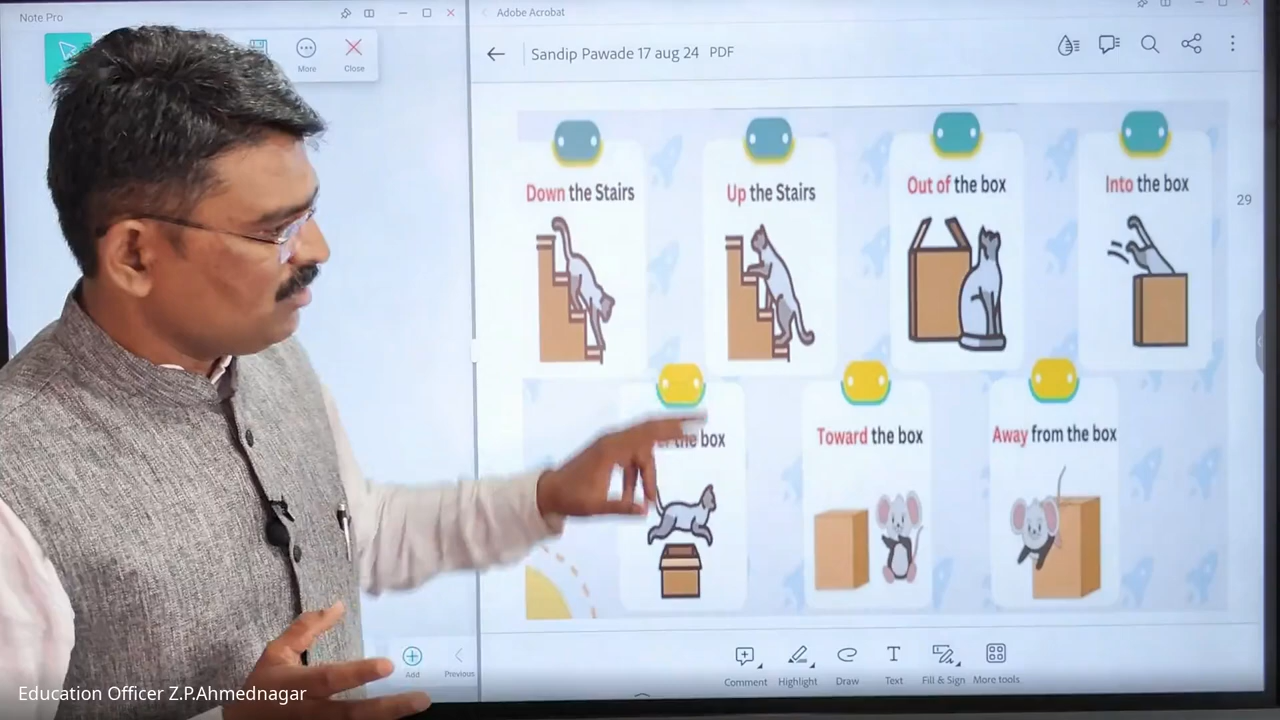 Note Pro
More
Close
Adobe Acrobat
Sandip Pawade 17 aug 24 PDF
Down the Stairs
Up the Stairs
Out of the box
Into the box
29
the box
Toward the box
Away from the box
Add
Previous
Comment
Highlight
Draw
Text
Fill & Sign
More tools
Education Officer Z.P.Ahmednagar